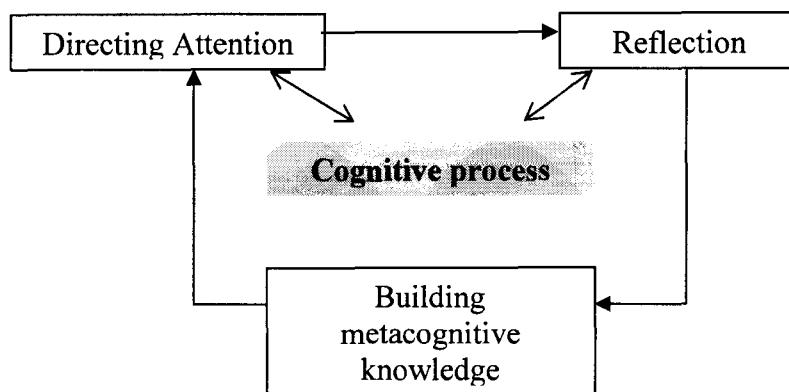 Directing Attention
Reflection
Cognitive process
Building
metacognitive
knowledge